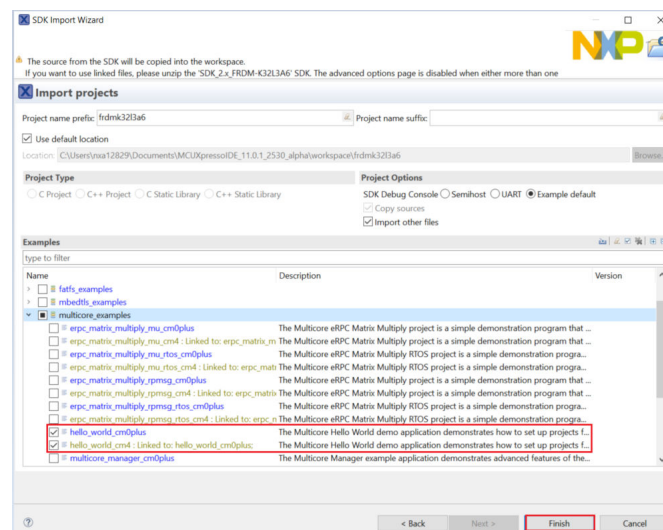 SDK Import Wizard
NXP
The source from the SDK will be copied into the workspace.
If you want to use linked files, please unzip the 'SDK_2.x_FRDM-K32L3A6' SDK. The advanced options page is disabled when either more than one
Import projects
Project name prefix: frdmk32l3a6 Project name suffix:
Use default location
Location: C:\Users\nxa12829\Documents\MCUXpressoIDE_11.0.1_2530_alpha\workspace\frdmk32l3a6 Browse
Project Type Project Options
C Project C++ Project C Static Library C++ Static Library SDK Debug Console Semihost UART Example default
Copy sources
Import other files
Examples
type to filter
Name Description Version
fatfs_examples
mbedtls_examples
multicore_examples
erpc_matrix_multiply_mu_cm0plus The Multicore eRPC Matrix Multiply project is a simple demonstration program that ...
erpc_matrix_multiply_mu_cm4 : Linked to: erpc_matrix_m The Multicore eRPC Matrix Multiply project is a simple demonstration program that ...
erpc_matrix_multiply_mu_rtos_cm0plus The Multicore eRPC Matrix Multiply RTOS project is a simple demonstration progra...
erpc_matrix_multiply_mu_rtos_cm4 : Linked to: erpc_mat The Multicore eRPC Matrix Multiply RTOS project is a simple demonstration progra...
erpc_matrix_multiply_rpmsg_cm0plus The Multicore eRPC Matrix Multiply project is a simple demonstration program that ...
erpc_matrix_multiply_rpmsg_cm4 : Linked to: erpc_matri The Multicore eRPC Matrix Multiply project is a simple demonstration program that ...
erpc_matrix_multiply_rpmsg_rtos_cm0plus The Multicore eRPC Matrix Multiply RTOS project is a simple demonstration progra...
erpc_matrix_multiply_rpmsg_rtos_cm4 : Linked to: erpc_n The Multicore eRPC Matrix Multiply RTOS project is a simple demonstration progra...
hello_world_cm0plus The Multicore Hello World demo application demonstrates how to set up projects f...
hello_world_cm4 : Linked to: hello_world_cm0plus; The Multicore Hello World demo application demonstrates how to set up projects f...
multicore_manager_cm0plus The Multicore Manager example application demonstrates advanced features of the...
< Back Next > Finish Cancel